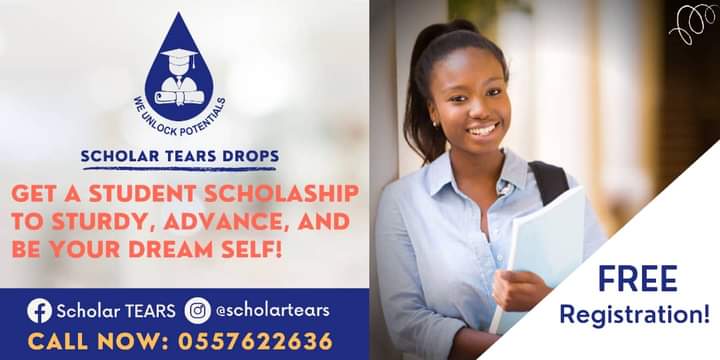 WE UNLOCK POTENTIALS
SCHOLAR TEARS DROPS
GET A STUDENT SCHOLASHIP
TO STURDY, ADVANCE, AND
BE YOUR DREAM SELF!
Scholar TEARS @scholartears
CALL NOW: 0557622636
FREE
Registration!